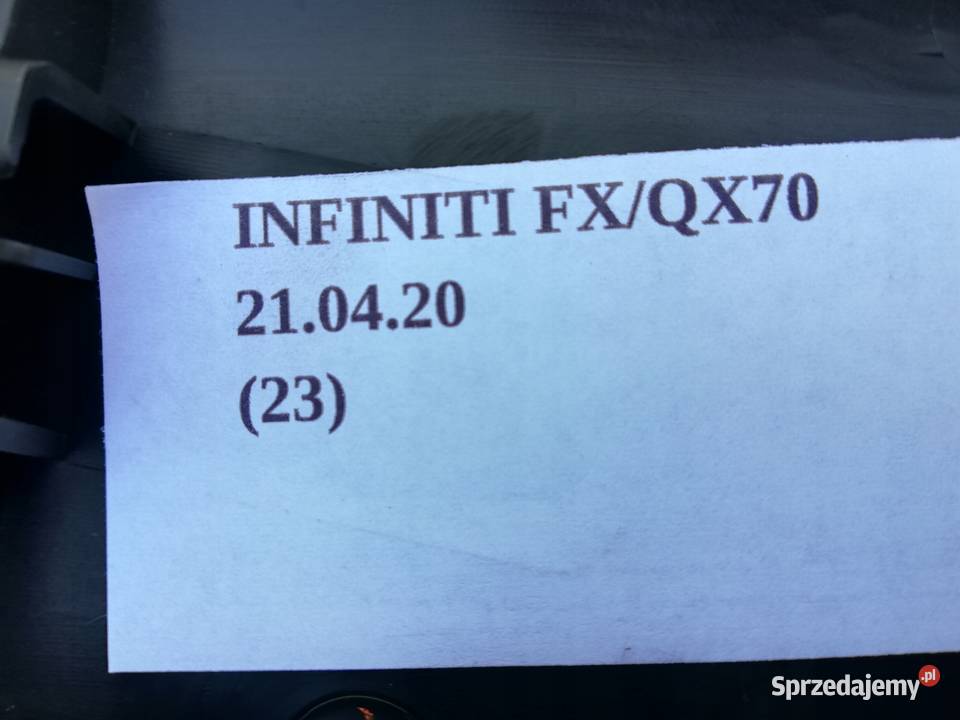 INFINITI FX/QX70
21.04.20
(23)
Sprzedajemy.pl